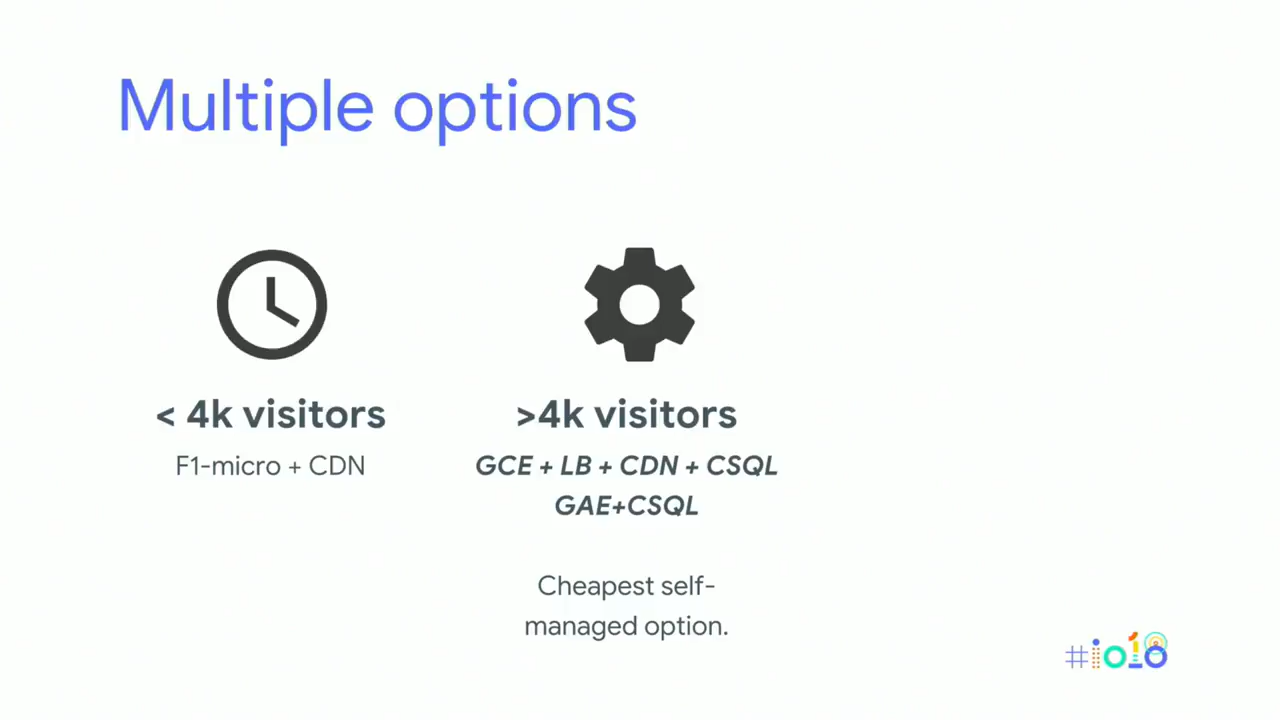 Multiple options
< 4k visitors
F1-micro + CDN
>4k visitors
GCE + LB + CDN + CSQL
GAE+CSQL
Cheapest self-
managed option.
#io18